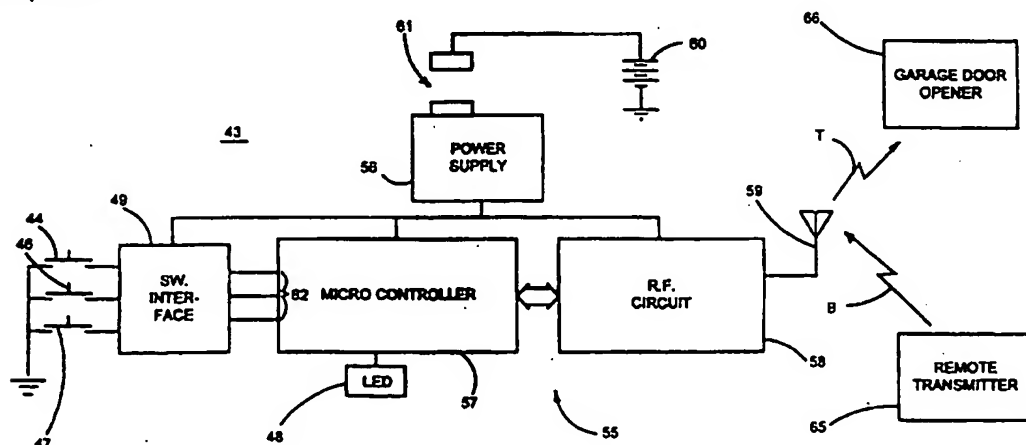 61
60
66
GARAGE DOOR
OPENER
43
POWER
SUPPLY
56
T
59
49
44
46
SW.
INTER-
FACE
62
MICRO CONTROLLER
R.F.
CIRCUIT
B
58
LED
57
REMOTE
TRANSMITTER
47
48
55
65